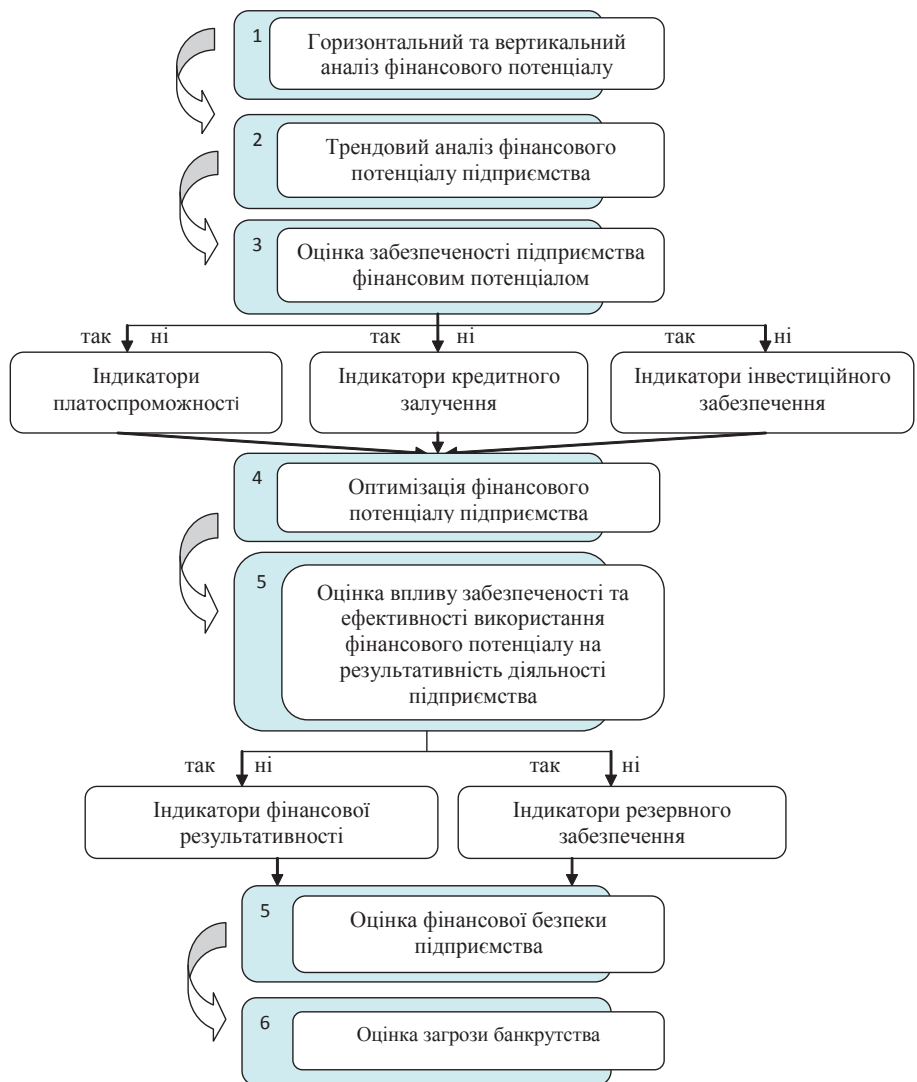 1
Горизонтальний та вертикальний
аналіз фінансового потенціалу
2
Трендовий аналіз фінансового
потенціалу підприємства
3
Оцінка забезпеченості підприємства
фінансовим потенціалом
так ні
так ні
так ні
Індикатори
платоспроможності
Індикатори кредитного
залучення
Індикатори інвестиційного
забезпечення
4
Оптимізація фінансового
потенціалу підприємства
5
Оцінка впливу забезпеченості та
ефективності використання
фінансового потенціалу на
результативність діяльності
підприємства
так ні
так ні
Індикатори фінансової
результативності
Індикатори резервного
забезпечення
5
Оцінка фінансової безпеки
підприємства
6
Оцінка загрози банкрутства